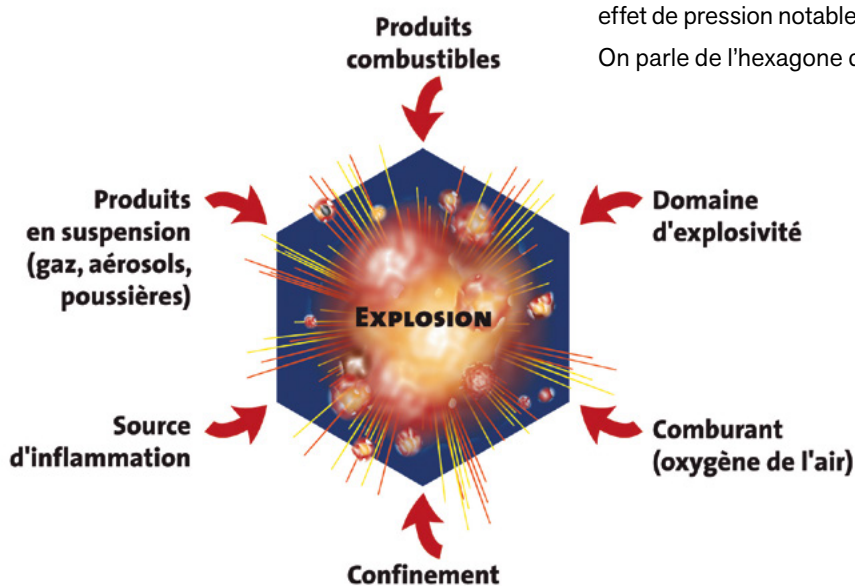 effet de pression notable
On parle de l'hexagone
Produits
combustibles
Produits
en suspension
(gaz, aérosols,
poussières)
Domaine
d'explosivité
EXPLOSION
Source
d'inflammation
Comburant
(oxygène de l'air)
Confinement